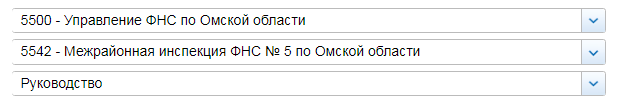 5500 - Управление ФНС по Омской области
5542 - Межрайонная инспекция ФНС № 5 по Омской области
Руководство